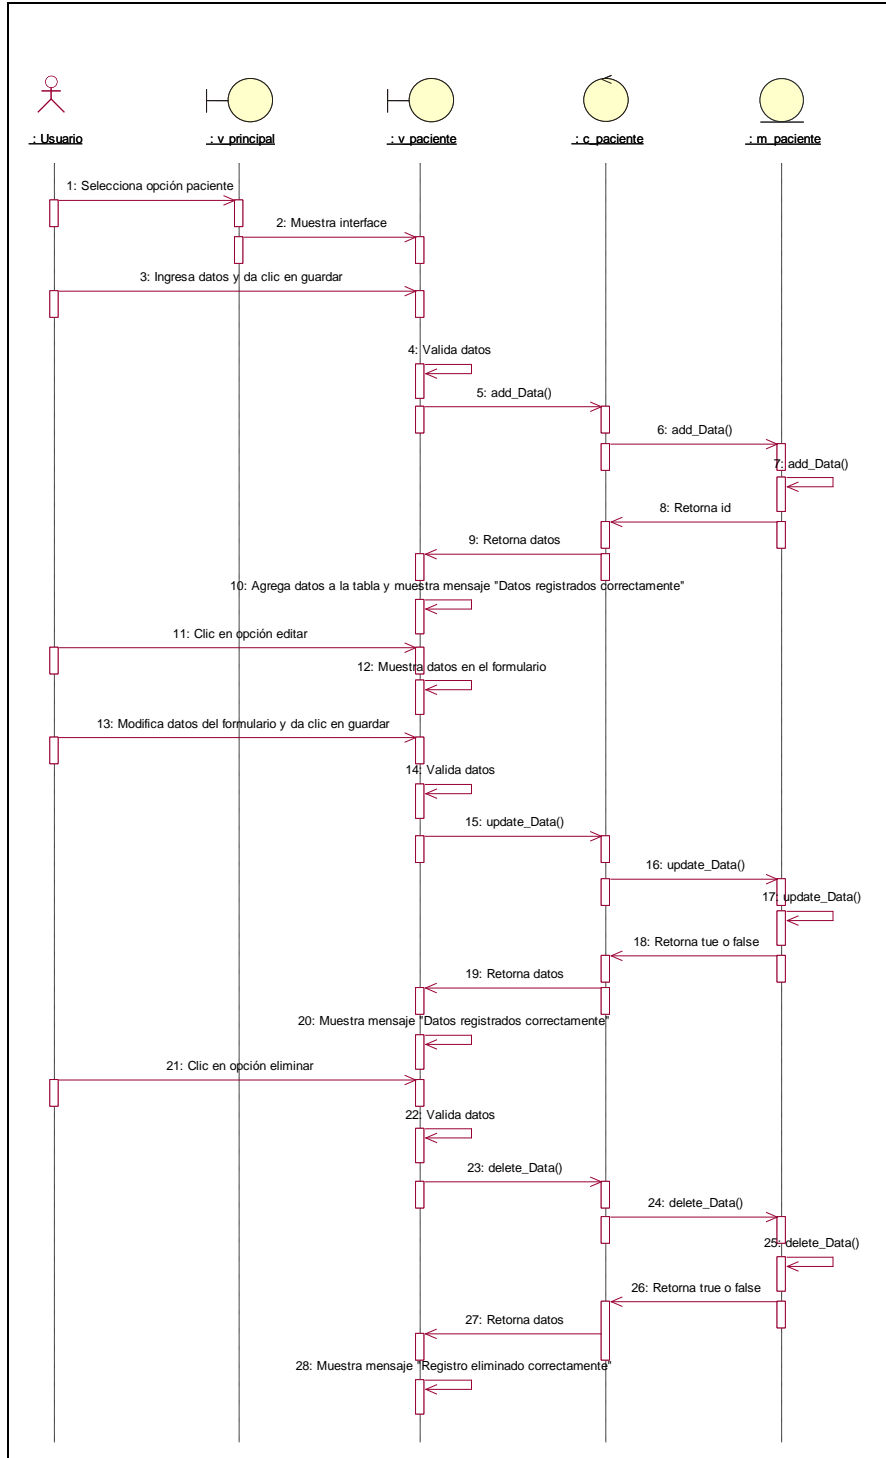 : Usuario
: v_principal
: v_paciente
: c_paciente
: m_paciente
1: Selecciona opción paciente
2: Muestra interface
3: Ingresa datos y da clic en guardar
4: Valida datos
5: add_Data()
6: add_Data()
7: add_Data()
8: Retorna id
9: Retorna datos
10: Agrega datos a la tabla y muestra mensaje "Datos registrados correctamente"
11: Clic en opción editar
12: Muestra datos en el formulario
13: Modifica datos del formulario y da clic en guardar
14: Valida datos
15: update_Data()
16: update_Data()
17: update_Data()
18: Retorna tue o false
19: Retorna datos
20: Muestra mensaje "Datos registrados correctamente"
21: Clic en opción eliminar
22: Valida datos
23: delete_Data()
24: delete_Data()
25: delete_Data()
26: Retorna true o false
27: Retorna datos
28: Muestra mensaje "Registro eliminado correctamente"